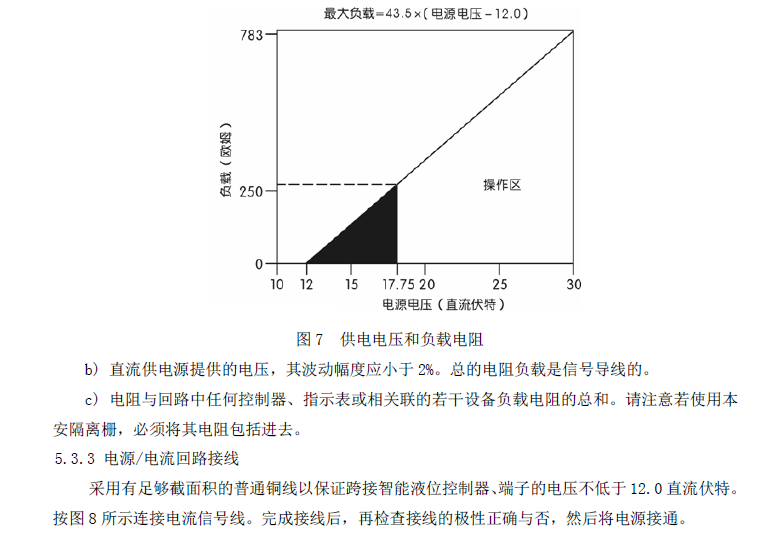 最大负载=43.5×(电源电压-12.0)
783
负载(欧姆)
250
操作区
0
10 12 15 17.75 20 25 30
电源电压(直流伏特)
图 7 供电电压和负载电阻
b) 直流供电源提供的电压，其波动幅度应小于 2%。总的电阻负载是信号导线的。
c) 电阻与回路中任何控制器、指示表或相关联的若干设备负载电阻的总和。请注意若使用本
安隔离栅，必须将其电阻包括进去。
5.3.3 电源/电流回路接线
采用有足够截面积的普通铜线以保证跨接智能液位控制器、端子的电压不低于 12.0 直流伏特。
按图 8 所示连接电流信号线。完成接线后，再检查接线的极性正确与否，然后将电源接通。